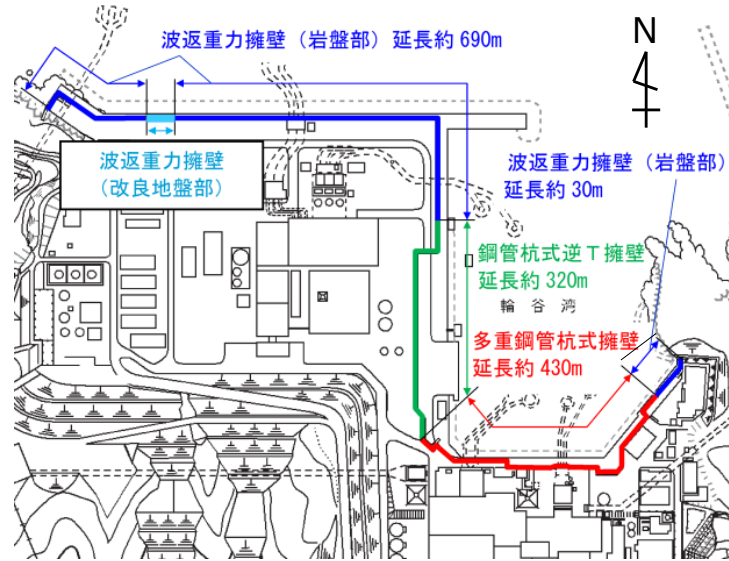 波返重力擁壁（岩盤部）延長約 690m
N
波返重力擁壁
（改良地盤部）
波返重力擁壁（岩盤部）
延長約 30m
鋼管杭式逆Ｔ擁壁
延長約 320m
輪谷湾
多重鋼管杭式擁壁
延長約 430m